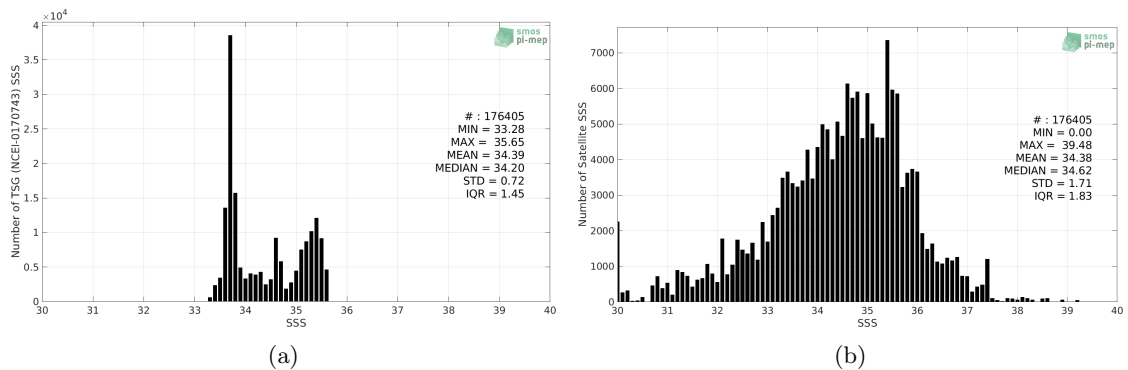 ×10⁴
4
3.5
3
2.5
2
1.5
1
0.5
0
30 31 32 33 34 35 36 37 38 39 40
SSS
Number of TSG (NCEI-0170743) SSS
smos
pi-mep
# : 176405
MIN = 33.28
MAX = 35.65
MEAN = 34.39
MEDIAN = 34.20
STD = 0.72
IQR = 1.45
(a)
7000
6000
5000
4000
3000
2000
1000
0
30 31 32 33 34 35 36 37 38 39 40
SSS
Number of Satellite SSS
smos
pi-mep
# : 176405
MIN = 0.00
MAX = 39.48
MEAN = 34.38
MEDIAN = 34.62
STD = 1.71
IQR = 1.83
(b)